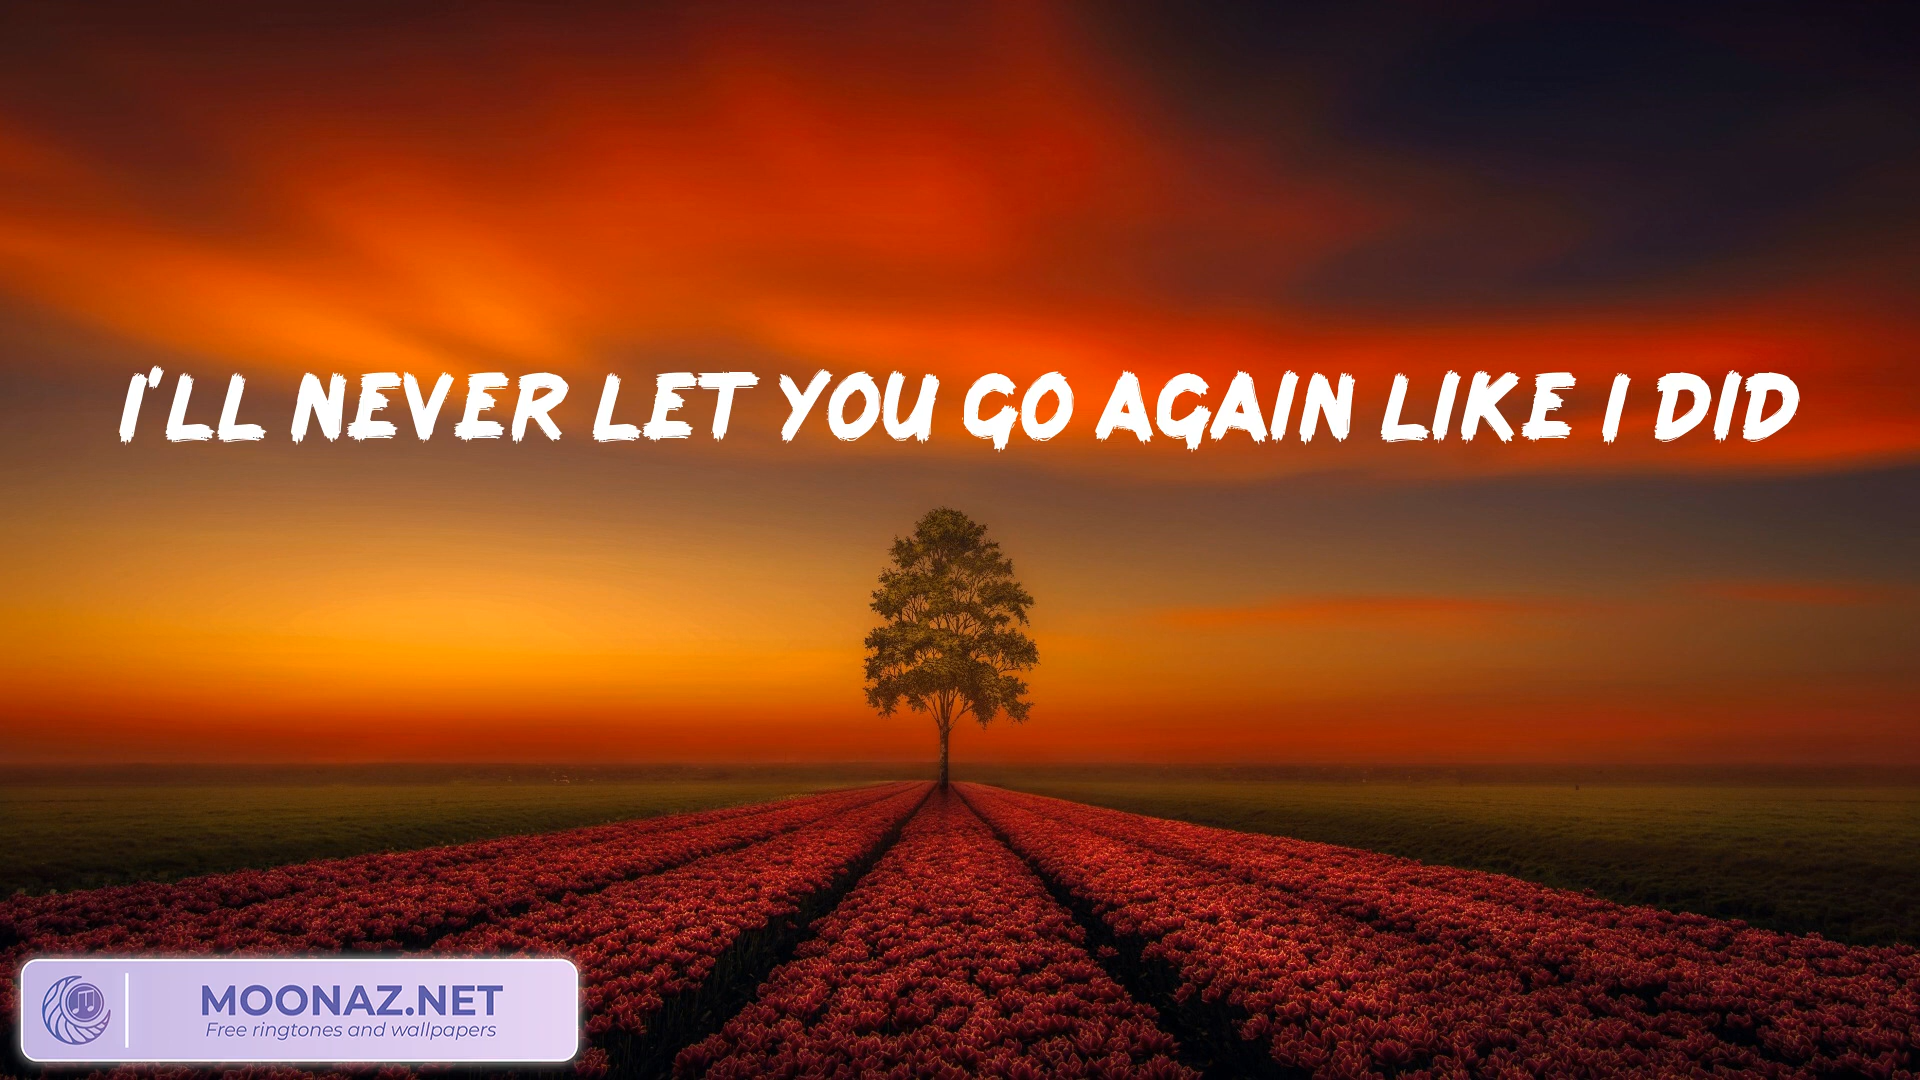 I'LL NEVER LET YOU GO AGAIN LIKE I DID
MOONAZ.NET
Free ringtones and wallpapers